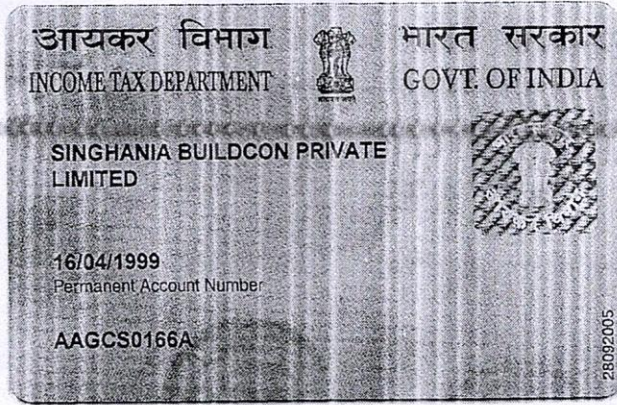 आयकर विभाग
भारत सरकार
INCOME TAX DEPARTMENT
GOVT. OF INDIA
SINGHANIA BUILDCON PRIVATE
LIMITED
16/04/1999
Permanent Account Number
AAGCS0166A
28092005